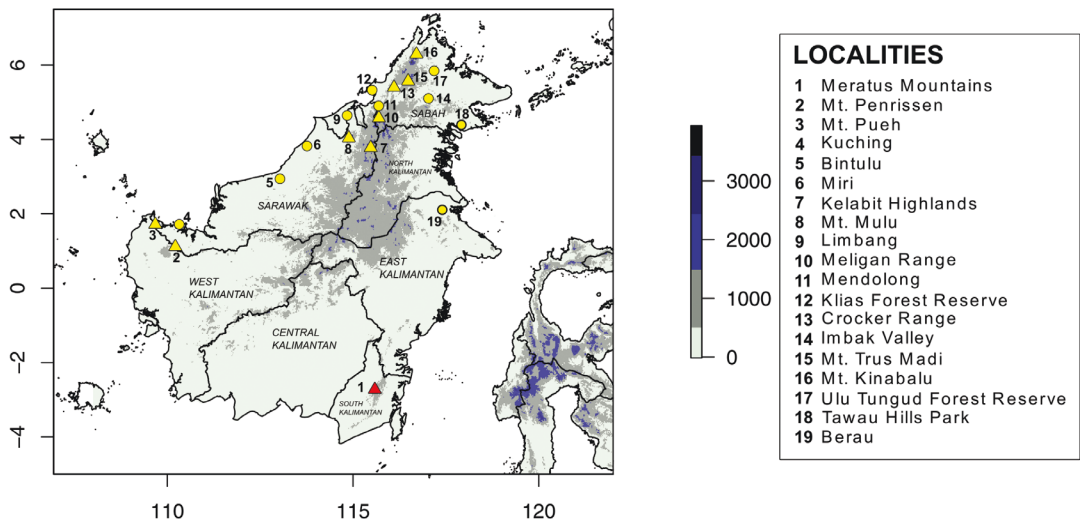 6
4
2
0
−2
−4
110
115
120
16
15
17
12
13
14
11
10
18
SABAH
9
8
7
6
NORTH
KALIMANTAN
5
SARAWAK
4
3
2
19
EAST
KALIMANTAN
WEST
KALIMANTAN
CENTRAL
KALIMANTAN
1
SOUTH
KALIMANTAN
3000
2000
1000
0
LOCALITIES
1 Meratus Mountains
2 Mt. Penrissen
3 Mt. Pueh
4 Kuching
5 Bintulu
6 Miri
7 Kelabit Highlands
8 Mt. Mulu
9 Limbang
10 Meligan Range
11 Mendolong
12 Klias Forest Reserve
13 Crocker Range
14 Imbak Valley
15 Mt. Trus Madi
16 Mt. Kinabalu
17 Ulu Tungud Forest Reserve
18 Tawau Hills Park
19 Berau